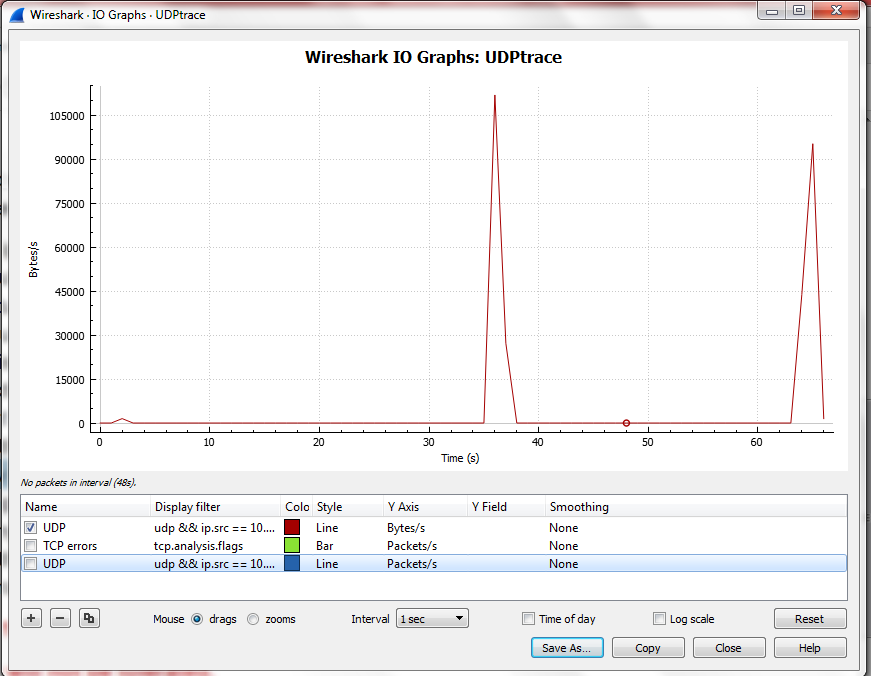 Wireshark · IO Graphs · UDPtrace
Wireshark IO Graphs: UDPtrace
105000
90000
75000
60000
45000
30000
15000
0
Bytes/s
0 10 20 30 40 50 60
Time (s)
No packets in interval (48s).
Name Display filter Colo Style Y Axis Y Field Smoothing
UDP udp && ip.src == 10.... Line Bytes/s None
TCP errors tcp.analysis.flags Bar Packets/s None
UDP udp && ip.src == 10.... Line Packets/s None
Mouse drags zooms Interval 1 sec Time of day Log scale Reset
Save As... Copy Close Help